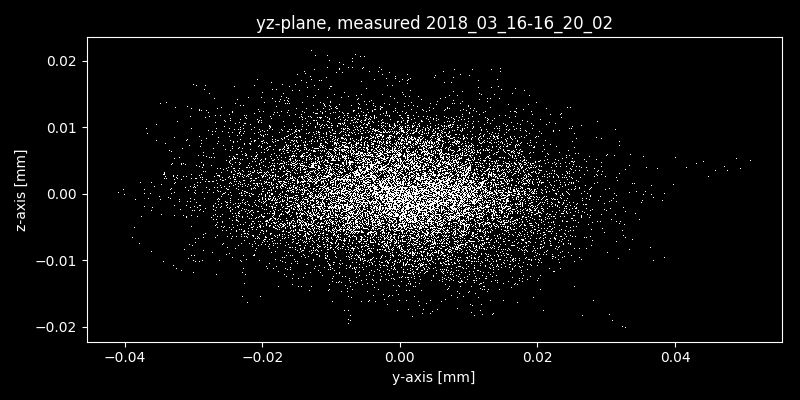 yz-plane, measured 2018_03_16-16_20_02
0.02
0.01
0.00
−0.01
−0.02
z-axis [mm]
−0.04 −0.02 0.00 0.02 0.04
y-axis [mm]